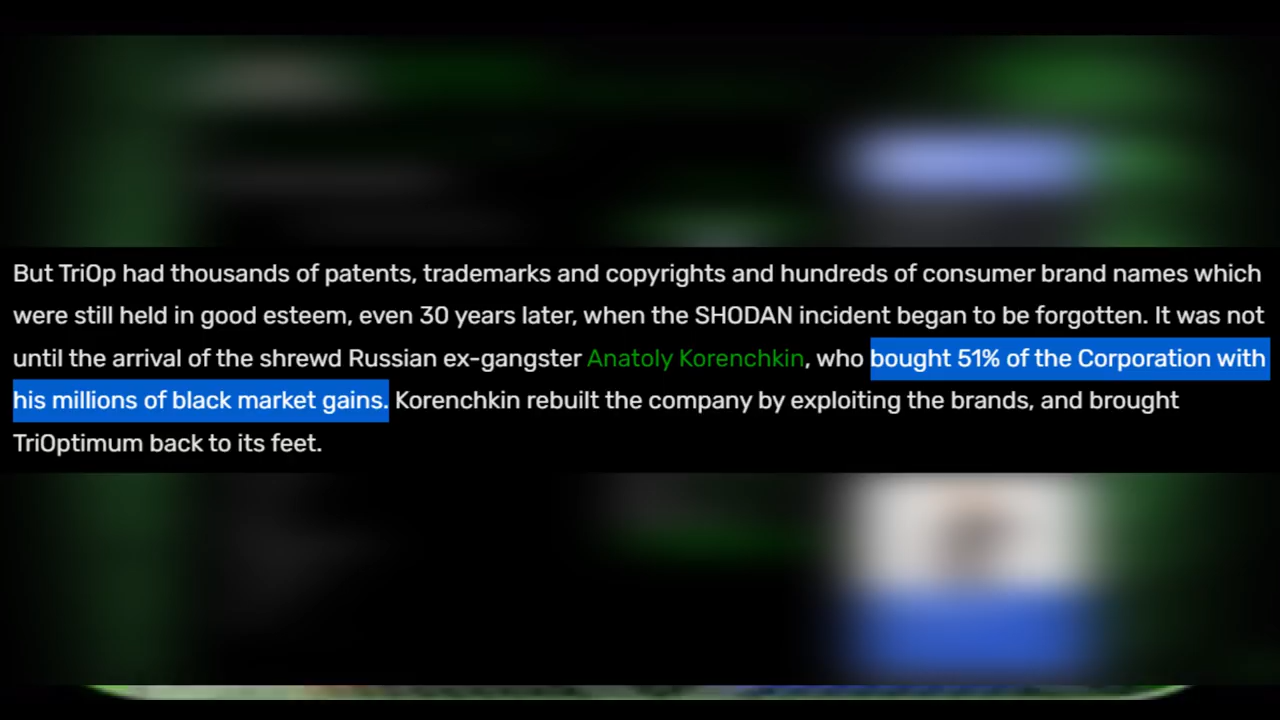 But TriOp had thousands of patents, trademarks and copyrights and hundreds of consumer brand names which
were still held in good esteem, even 30 years later, when the SHODAN incident began to be forgotten. It was not
until the arrival of the shrewd Russian ex-gangster Anatoly Korenchkin, who bought 51% of the Corporation with
his millions of black market gains. Korenchkin rebuilt the company by exploiting the brands, and brought
TriOptimum back to its feet.